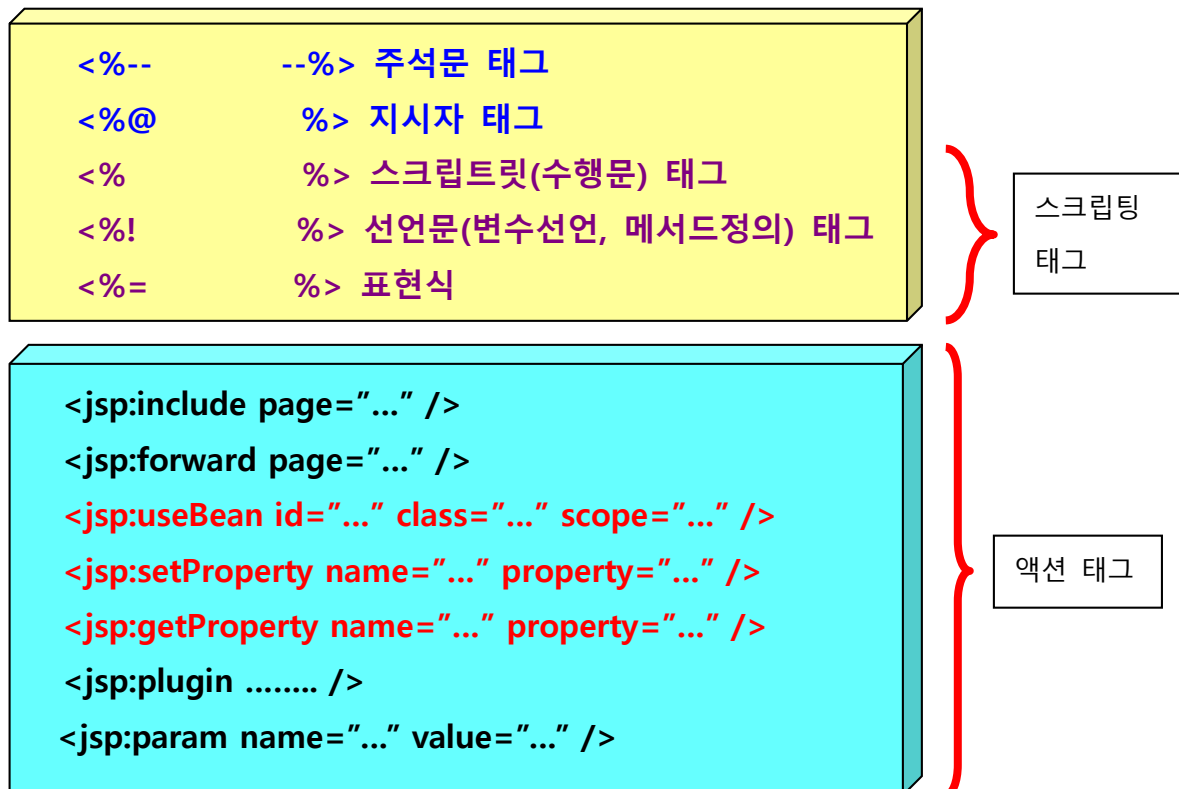 <%-- --%> 주석문 태그
<%@ %> 지시자 태그
<% %> 스크립트릿(수행문) 태그
<%! %> 선언문(변수선언, 메서드정의) 태그
<%= %> 표현식
스크립팅
태그
<jsp:include page="..." />
<jsp:forward page="..." />
<jsp:useBean id="..." class="..." scope="..." />
<jsp:setProperty name="..." property="..." />
<jsp:getProperty name="..." property="..." />
<jsp:plugin ........ />
<jsp:param name="..." value="..." />
액션 태그